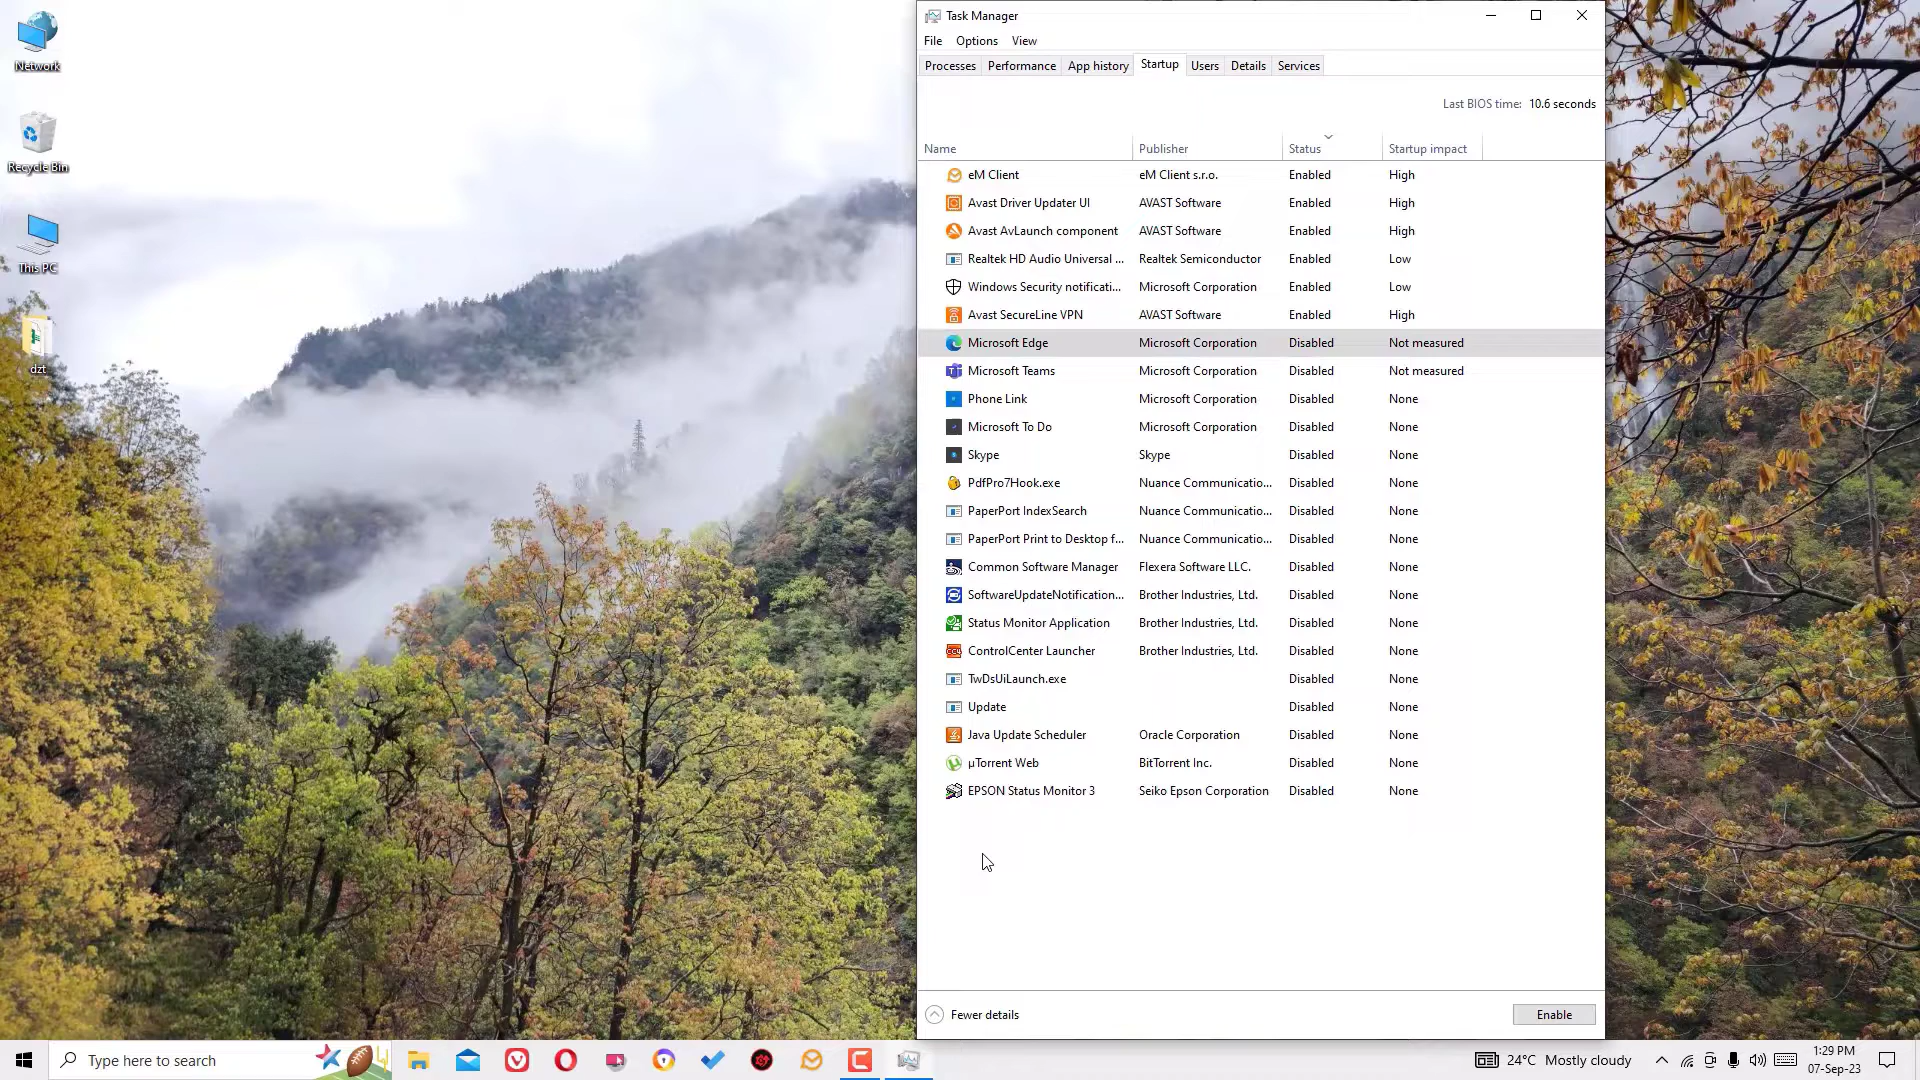 Network
Recycle Bin
This PC
dzt
Task Manager
File Options View
Processes Performance App history Startup Users Details Services
Last BIOS time: 10.6 seconds
Name Publisher Status Startup impact
eM Client eM Client s.r.o. Enabled High
Avast Driver Updater UI AVAST Software Enabled High
Avast AvLaunch component AVAST Software Enabled High
Realtek HD Audio Universal ... Realtek Semiconductor Enabled Low
Windows Security notificati... Microsoft Corporation Enabled Low
Avast SecureLine VPN AVAST Software Enabled High
Microsoft Edge Microsoft Corporation Disabled Not measured
Microsoft Teams Microsoft Corporation Disabled Not measured
Phone Link Microsoft Corporation Disabled None
Microsoft To Do Microsoft Corporation Disabled None
Skype Skype Disabled None
PdfPro7Hook.exe Nuance Communicatio... Disabled None
PaperPort IndexSearch Nuance Communicatio... Disabled None
PaperPort Print to Desktop f... Nuance Communicatio... Disabled None
Common Software Manager Flexera Software LLC. Disabled None
SoftwareUpdateNotification... Brother Industries, Ltd. Disabled None
Status Monitor Application Brother Industries, Ltd. Disabled None
ControlCenter Launcher Brother Industries, Ltd. Disabled None
TwDsUiLaunch.exe Disabled None
Update Disabled None
Java Update Scheduler Oracle Corporation Disabled None
µTorrent Web BitTorrent Inc. Disabled None
EPSON Status Monitor 3 Seiko Epson Corporation Disabled None
Fewer details Enable
Type here to search
24°C Mostly cloudy
1:29 PM
07-Sep-23